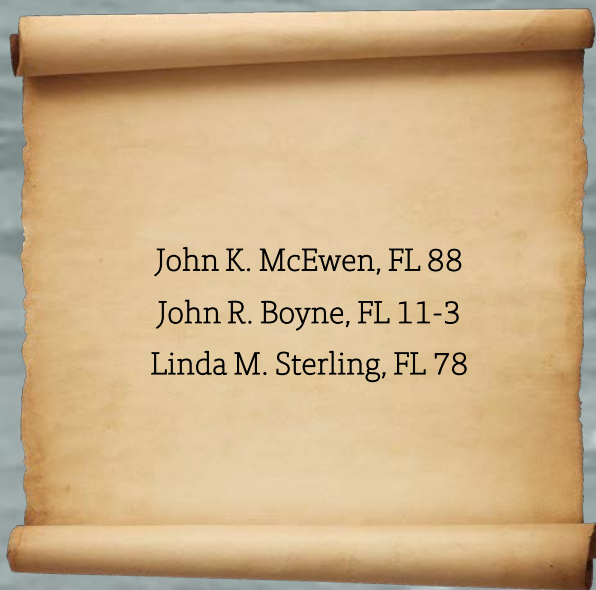 John K. McEwen, FL 88
John R. Boyne, FL 11-3
Linda M. Sterling, FL 78